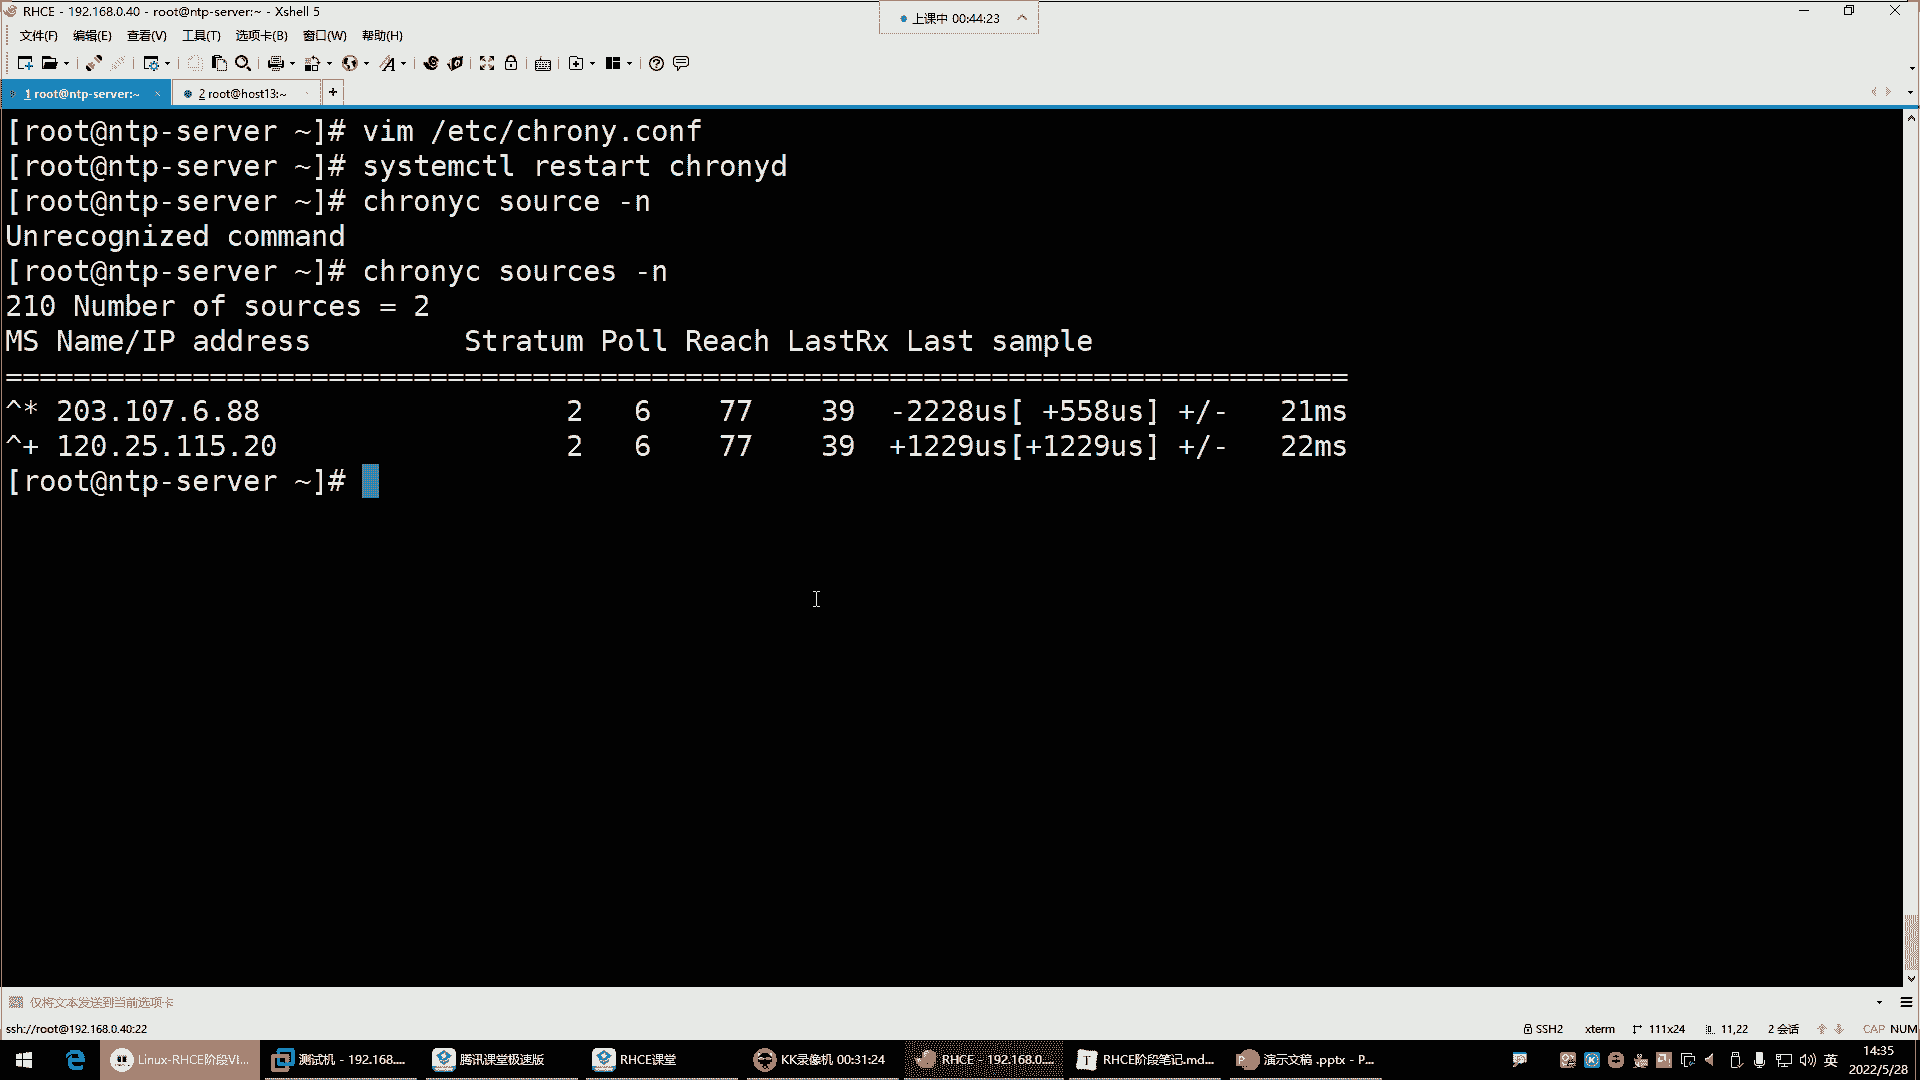 RHCE - 192.168.0.40 - root@ntp-server:~ - Xshell 5
上课中 00:44:23
文件(F) 编辑(E) 查看(V) 工具(T) 选项卡(B) 窗口(W) 帮助(H)
1 root@ntp-server:~ 2 root@host13:~
[root@ntp-server ~]# vim /etc/chrony.conf
[root@ntp-server ~]# systemctl restart chronyd
[root@ntp-server ~]# chronyc source -n
Unrecognized command
[root@ntp-server ~]# chronyc sources -n
210 Number of sources = 2
MS Name/IP address         Stratum Poll Reach LastRx Last sample
===============================================================================
^* 203.107.6.88                  2   6    77    39  -2228us[ +558us] +/-   21ms
^+ 120.25.115.20                 2   6    77    39  +1229us[+1229us] +/-   22ms
[root@ntp-server ~]#
仅将文本发送到当前选项卡
ssh://root@192.168.0.40:22 SSH2 xterm 111x24 11,22 2 会话 CAP NUM
Linux-RHCE阶段VI... 测试机 - 192.168.... 腾讯课堂极速版 RHCE课堂 KK录像机 00:31:24 RHCE - 192.168.0.... RHCE阶段笔记.md... 演示文稿 .pptx - P... 英 14:35
2022/5/28